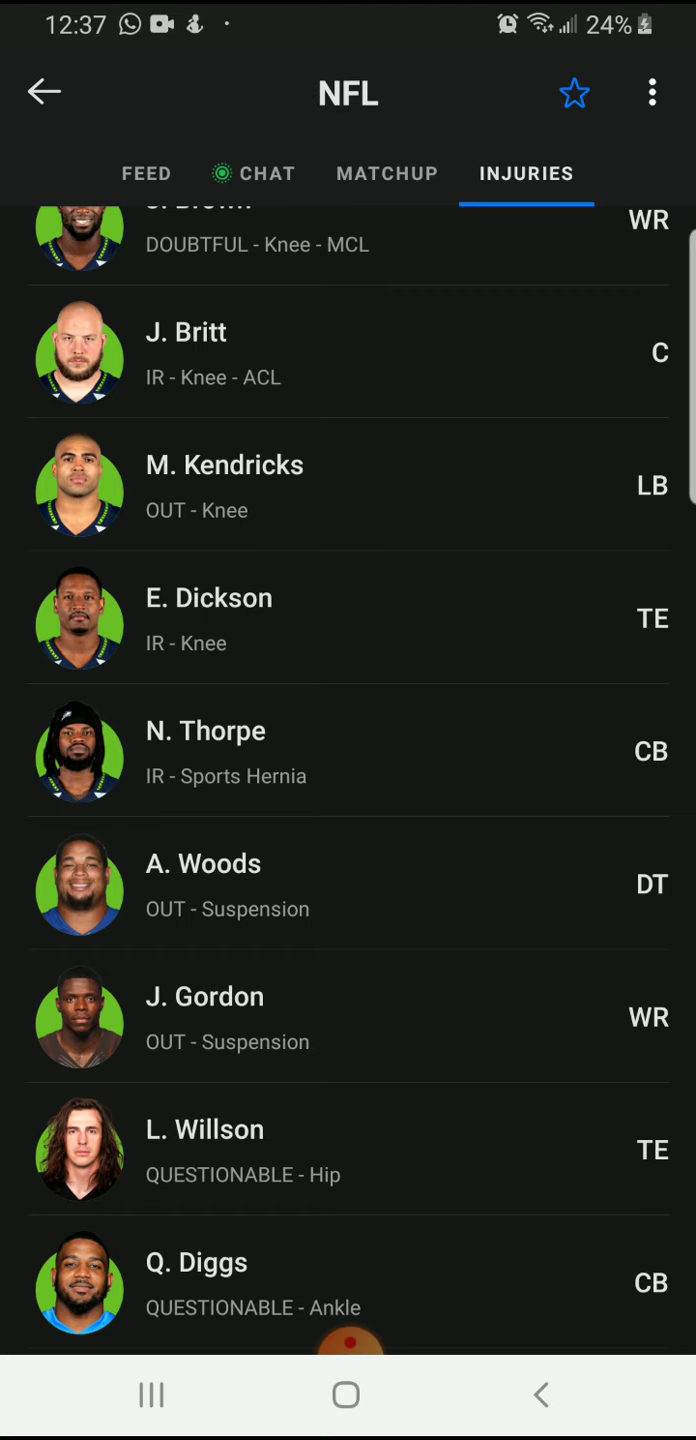 12:37
24%
NFL
FEED
CHAT
MATCHUP
INJURIES
WR
DOUBTFUL - Knee - MCL
J. Britt
C
IR - Knee - ACL
M. Kendricks
LB
OUT - Knee
E. Dickson
TE
IR - Knee
N. Thorpe
CB
IR - Sports Hernia
A. Woods
DT
OUT - Suspension
J. Gordon
WR
OUT - Suspension
L. Willson
TE
QUESTIONABLE - Hip
Q. Diggs
CB
QUESTIONABLE - Ankle